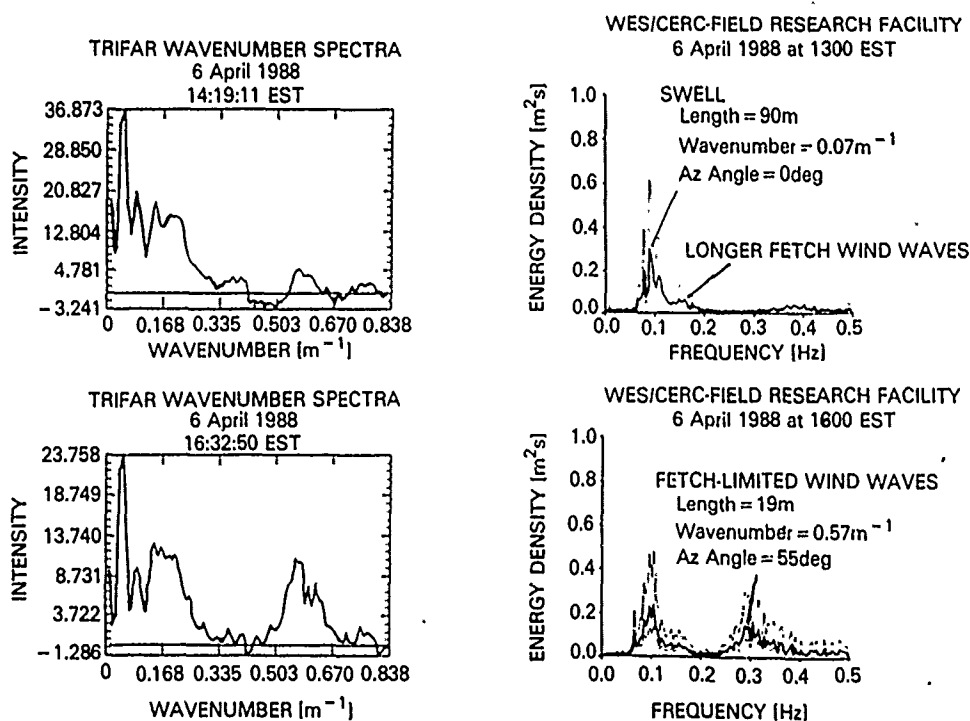 TRIFAR WAVENUMBER SPECTRA
6 April 1988
14:19:11 EST
36.873
28.850
20.827
12.804
4.781
-3.241
INTENSITY
0 0.168 0.335 0.503 0.670 0.838
WAVENUMBER [m⁻¹]
WES/CERC-FIELD RESEARCH FACILITY
6 April 1988 at 1300 EST
1.0
0.8
0.6
0.4
0.2
0.0
ENERGY DENSITY [m²s]
SWELL
Length = 90m
Wavenumber = 0.07m⁻¹
Az Angle = 0deg
LONGER FETCH WIND WAVES
0.0 0.1 0.2 0.3 0.4 0.5
FREQUENCY [Hz]
TRIFAR WAVENUMBER SPECTRA
6 April 1988
16:32:50 EST
23.758
18.749
13.740
8.731
3.722
-1.286
INTENSITY
0 0.168 0.335 0.503 0.670 0.838
WAVENUMBER [m⁻¹]
WES/CERC-FIELD RESEARCH FACILITY
6 April 1988 at 1600 EST
1.0
0.8
0.6
0.4
0.2
0.0
ENERGY DENSITY [m²s]
FETCH-LIMITED WIND WAVES
Length = 19m
Wavenumber = 0.57m⁻¹
Az Angle = 55deg
0.0 0.1 0.2 0.3 0.4 0.5
FREQUENCY [Hz]